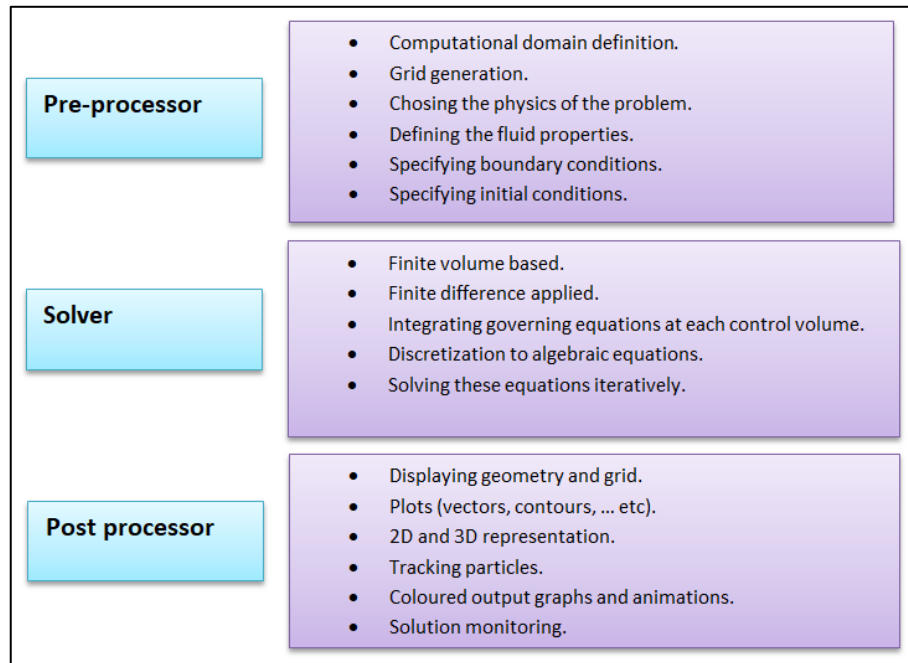 Pre-processor
• Computational domain definition.
• Grid generation.
• Chosing the physics of the problem.
• Defining the fluid properties.
• Specifying boundary conditions.
• Specifying initial conditions.
Solver
• Finite volume based.
• Finite difference applied.
• Integrating governing equations at each control volume.
• Discretization to algebraic equations.
• Solving these equations iteratively.
Post processor
• Displaying geometry and grid.
• Plots (vectors, contours, ... etc).
• 2D and 3D representation.
• Tracking particles.
• Coloured output graphs and animations.
• Solution monitoring.